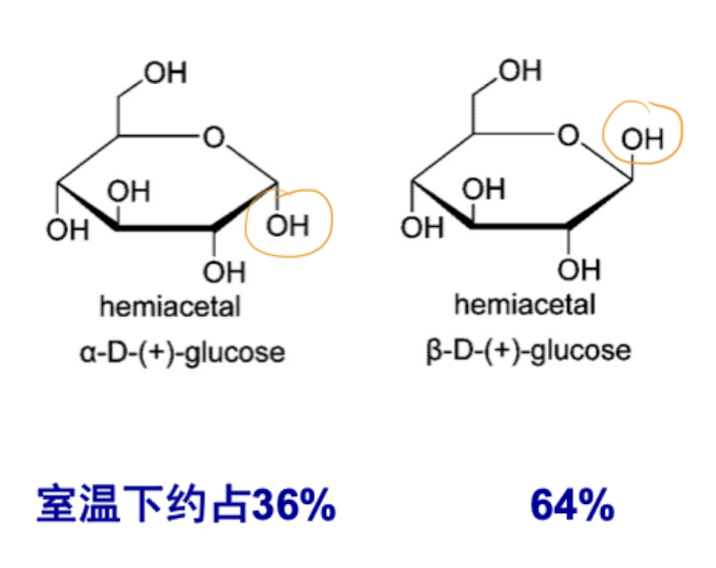 OH
O
OH
OH
OH
OH
hemiacetal
α-D-(+)-glucose
OH
O
OH
OH
OH
OH
hemiacetal
β-D-(+)-glucose
室温下约占36%
64%